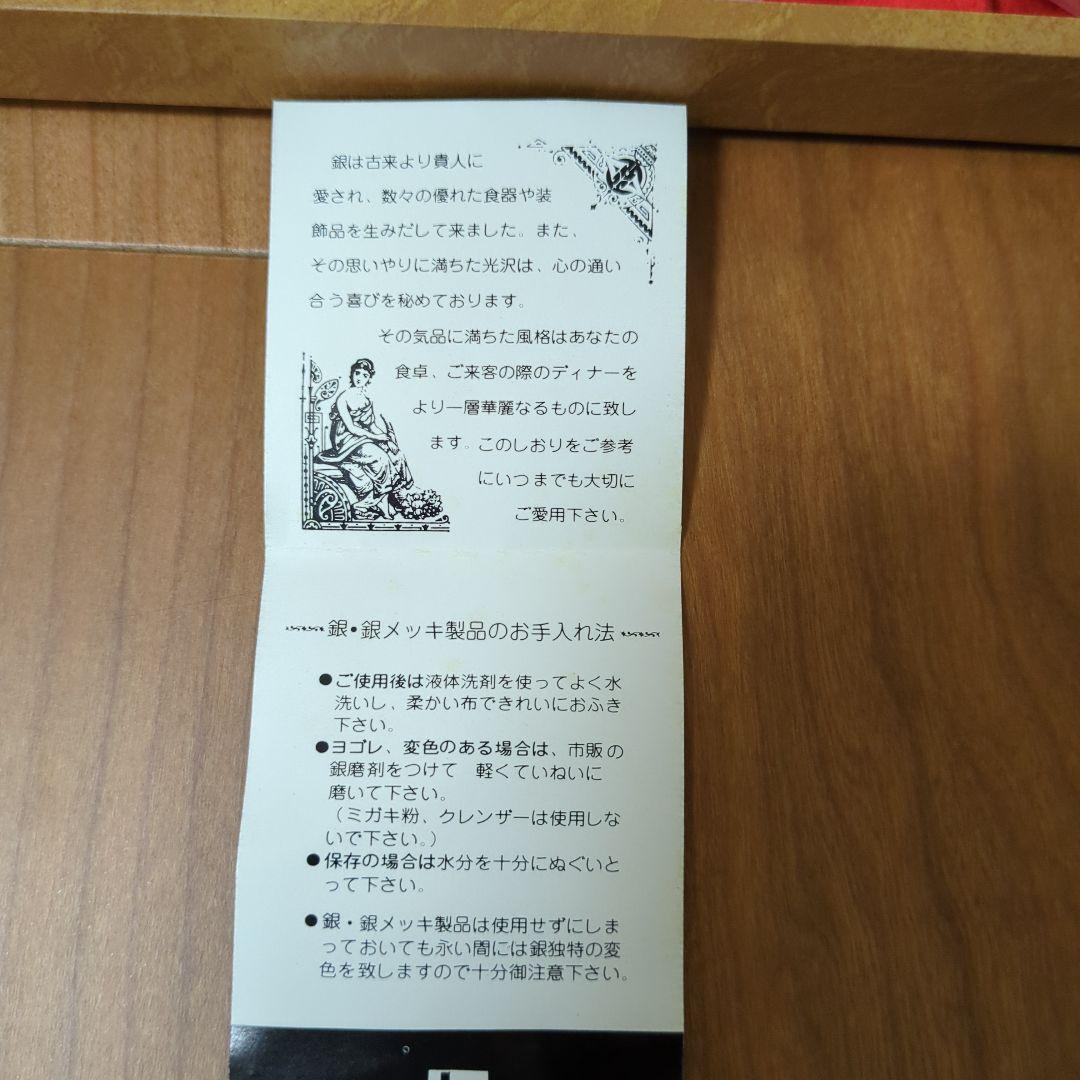 銀は古来より貴人に
愛され、数々の優れた食器や装
飾品を生みだして来ました。また、
その思いやりに満ちた光沢は、心の通い
合う喜びを秘めております。
その気品に満ちた風格はあなたの
食卓、ご来客の際のディナーを
より一層華麗なるものに致し
ます。このしおりをご参考
にいつまでも大切に
ご愛用下さい。
銀・銀メッキ製品のお手入れ法
●ご使用後は液体洗剤を使ってよく水
洗いし、柔かい布できれいにおふき
下さい。
●ヨゴレ、変色のある場合は、市販の
銀磨剤をつけて 軽くていねいに
磨いて下さい。
(ミガキ粉、クレンザーは使用しな
いで下さい。)
●保存の場合は水分を十分にぬぐいと
って下さい。
●銀・銀メッキ製品は使用せずにしま
っておいても永い間には銀独特の変
色を致しますので十分御注意下さい。